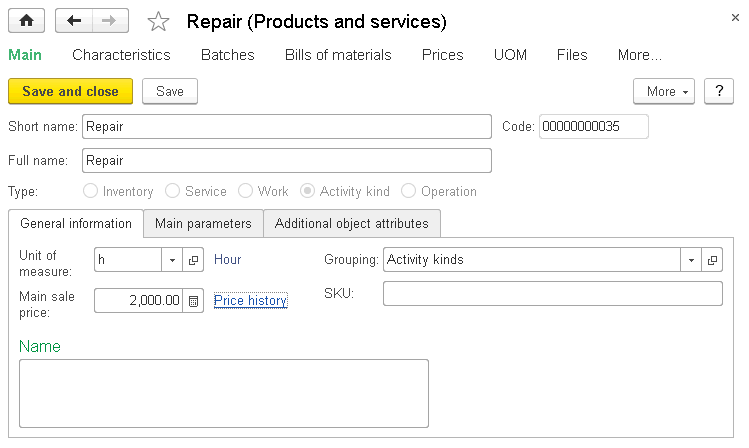 Repair (Products and services)
Main Characteristics Batches Bills of materials Prices UOM Files More...
Save and close Save More ?
Short name: Repair Code: 00000000035
Full name: Repair
Type: Inventory Service Work Activity kind Operation
General information Main parameters Additional object attributes
Unit of measure: h Hour Grouping: Activity kinds
Main sale price: 2,000.00 Price history SKU:
Name